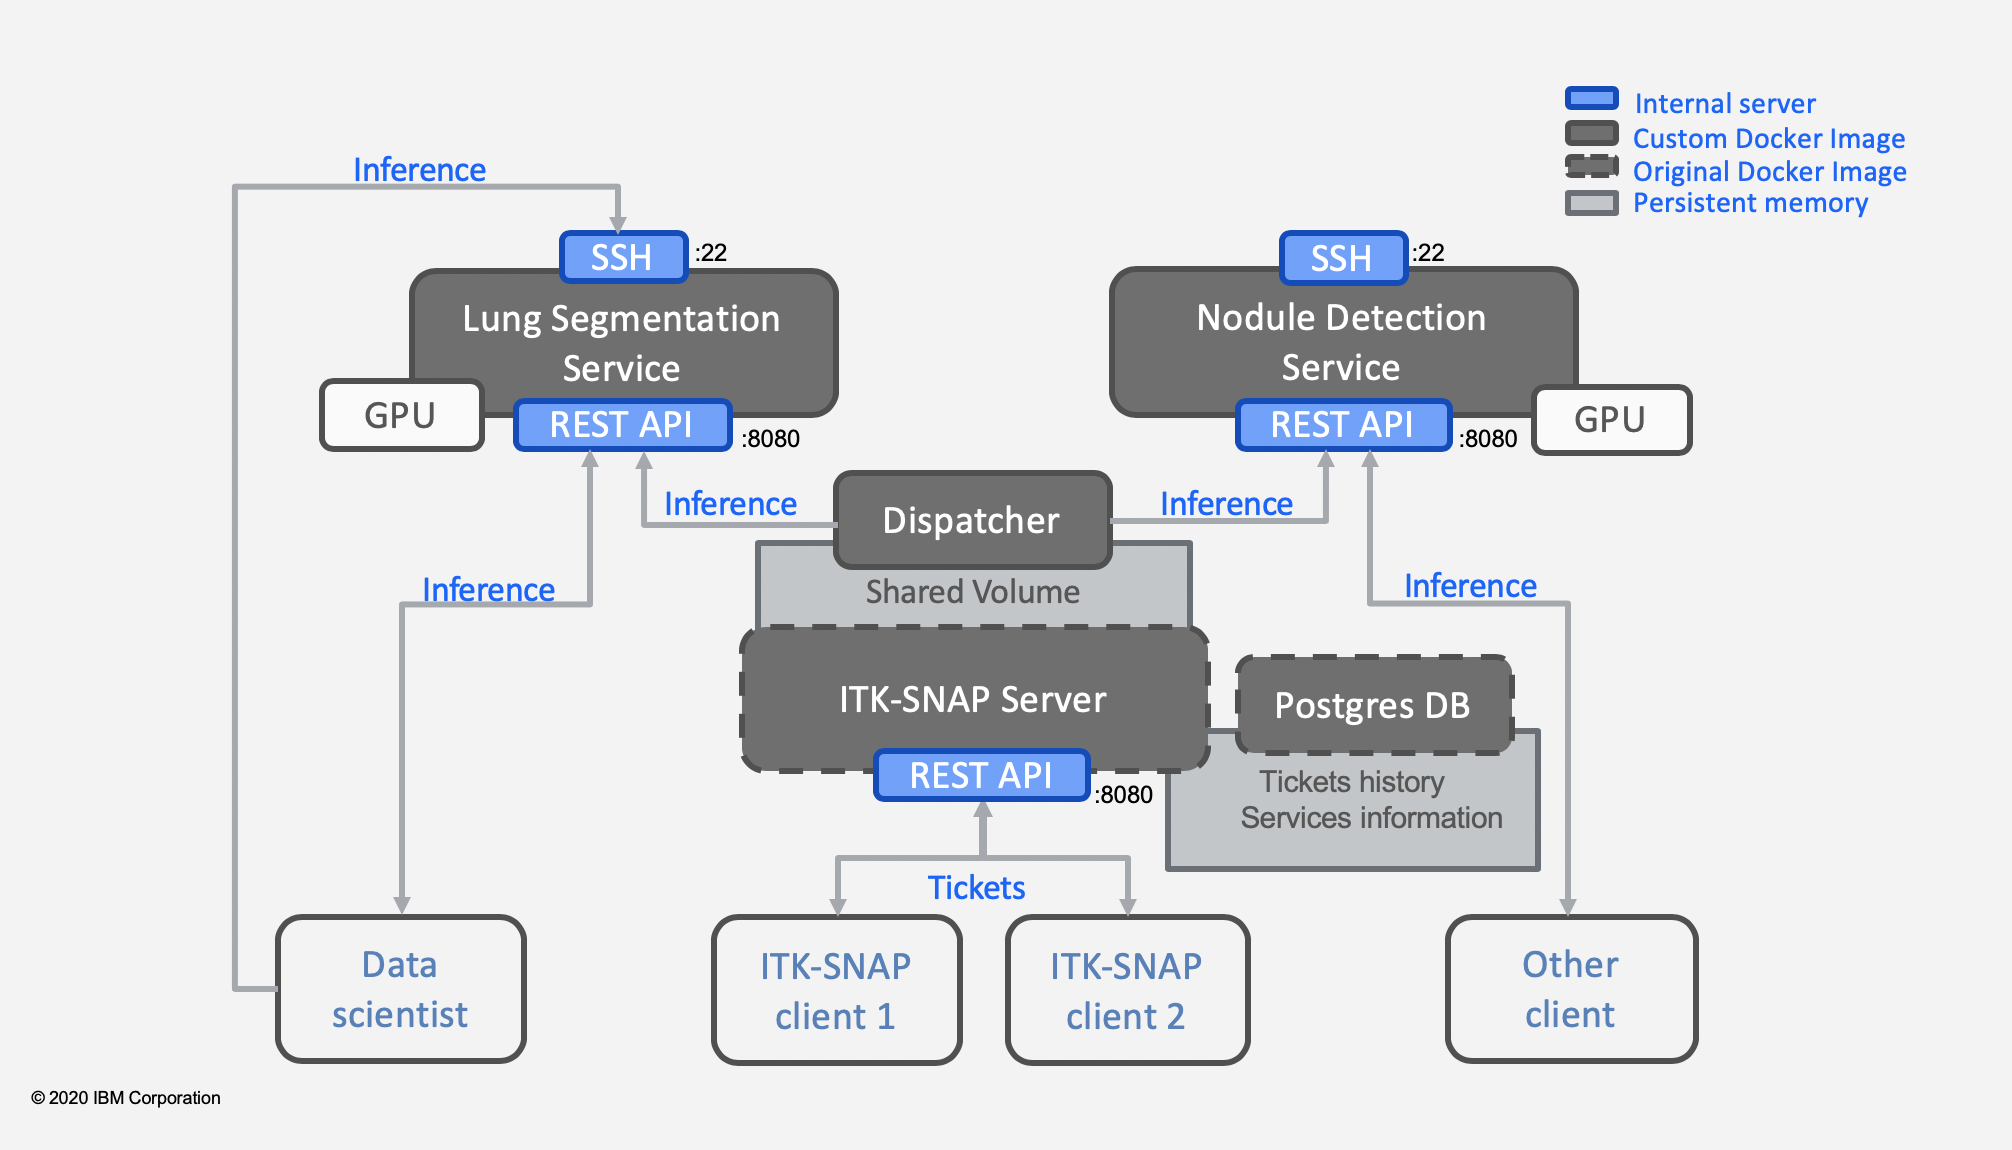 Internal server
Custom Docker Image
Original Docker Image
Persistent memory
Inference
SSH
:22
Lung Segmentation
Service
GPU
REST API
:8080
SSH
:22
Nodule Detection
Service
REST API
:8080
GPU
Inference
Dispatcher
Inference
Shared Volume
Inference
Inference
ITK-SNAP Server
REST API
:8080
Postgres DB
Tickets history
Services information
Tickets
Data
scientist
ITK-SNAP
client 1
ITK-SNAP
client 2
Other
client
© 2020 IBM Corporation